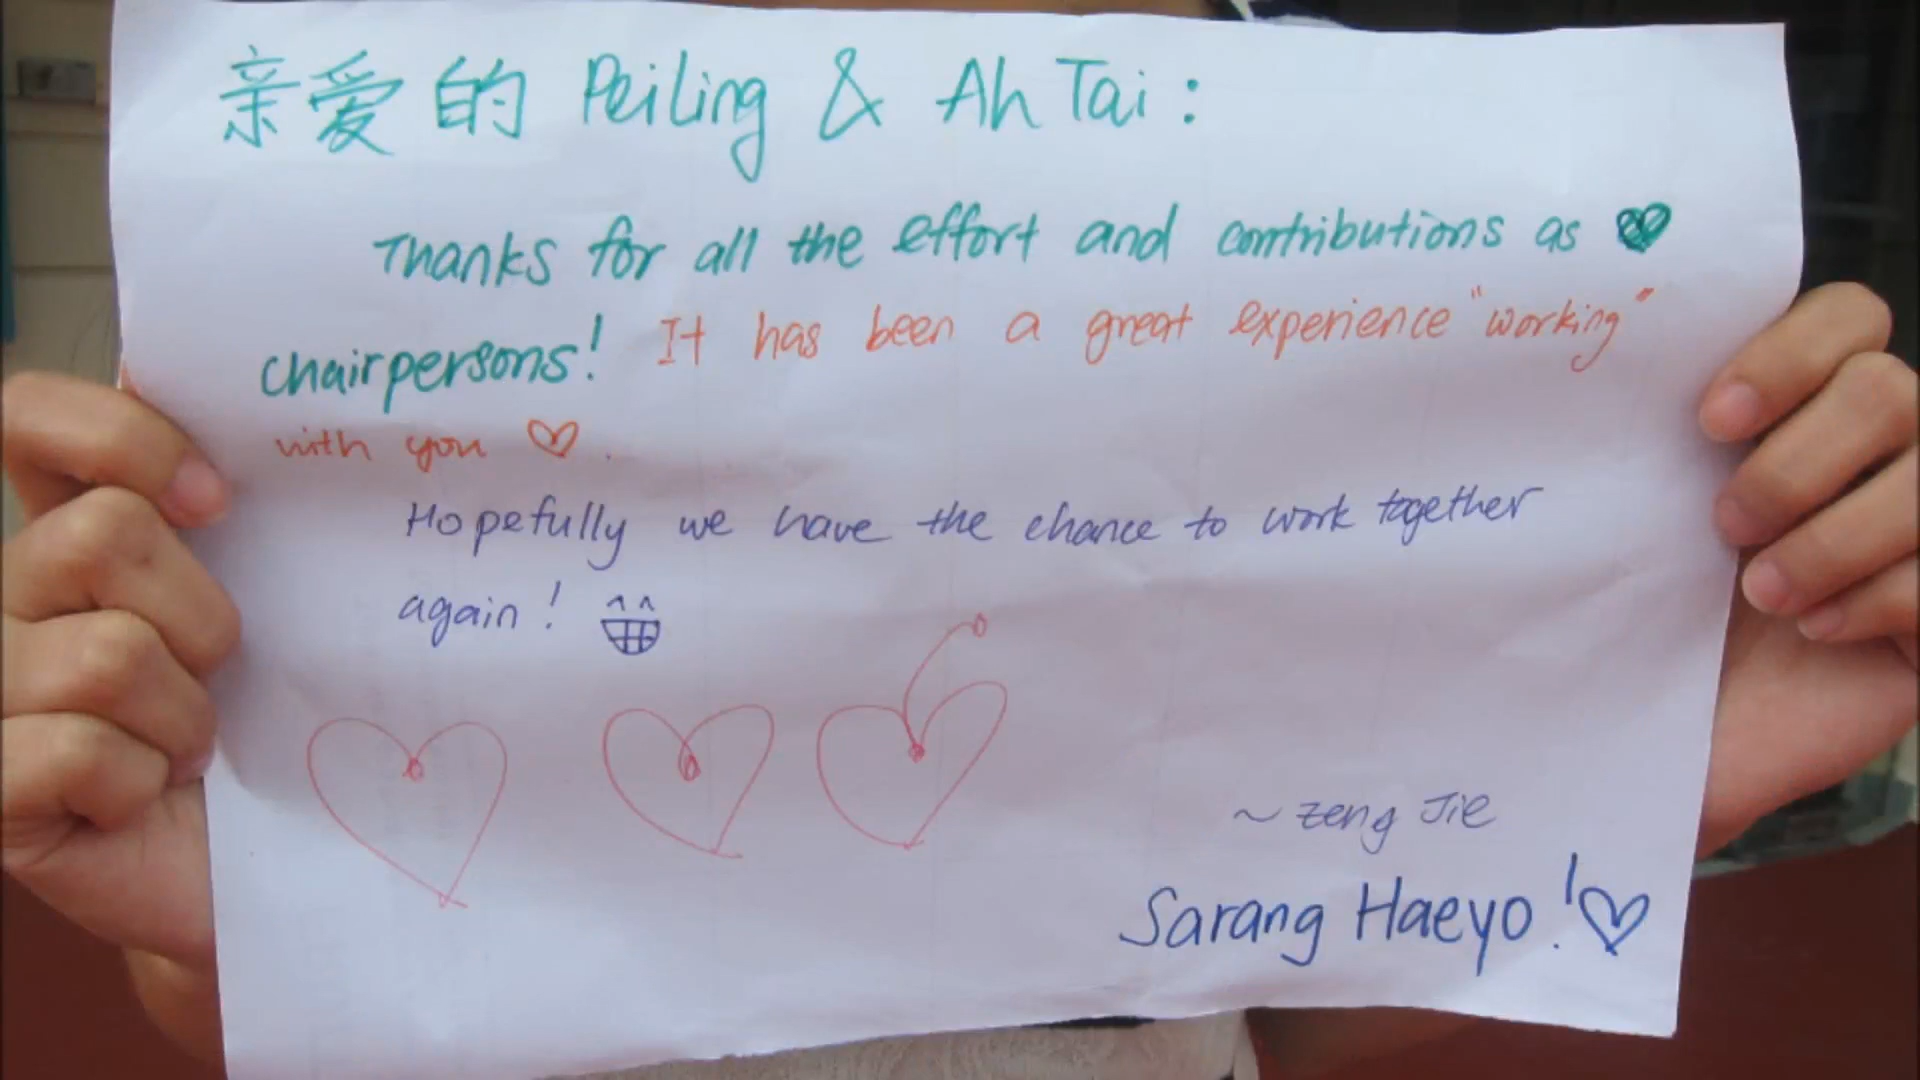 亲爱的 Peiling & Ah Tai :
Thanks for all the effort and contributions as
chairpersons! It has been a great experience "working"
with you .
Hopefully we have the chance to work together
again!
~ Zeng Jie
Sarang Haeyo!